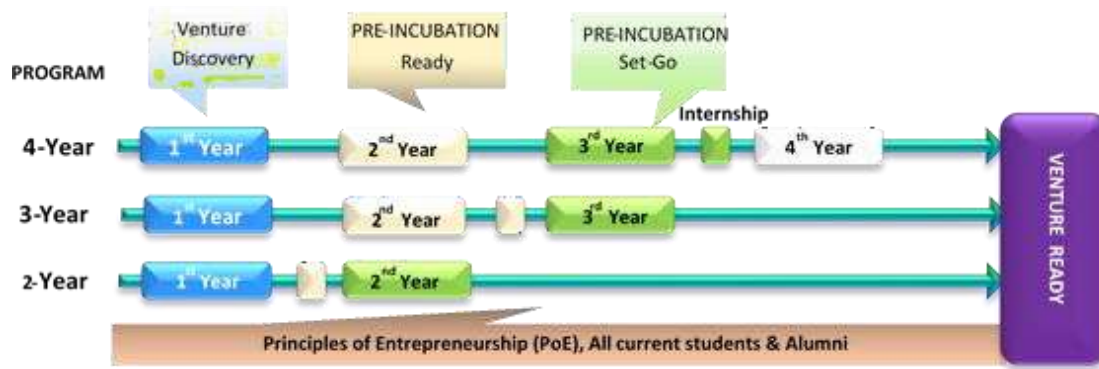 Venture
Discovery
PRE-INCUBATION
Ready
PRE-INCUBATION
Set-Go
PROGRAM
Internship
4-Year
1st Year
2nd Year
3rd Year
4th Year
3-Year
1st Year
2nd Year
3rd Year
2-Year
1st Year
2nd Year
VENTURE READY
Principles of Entrepreneurship (PoE), All current students & Alumni